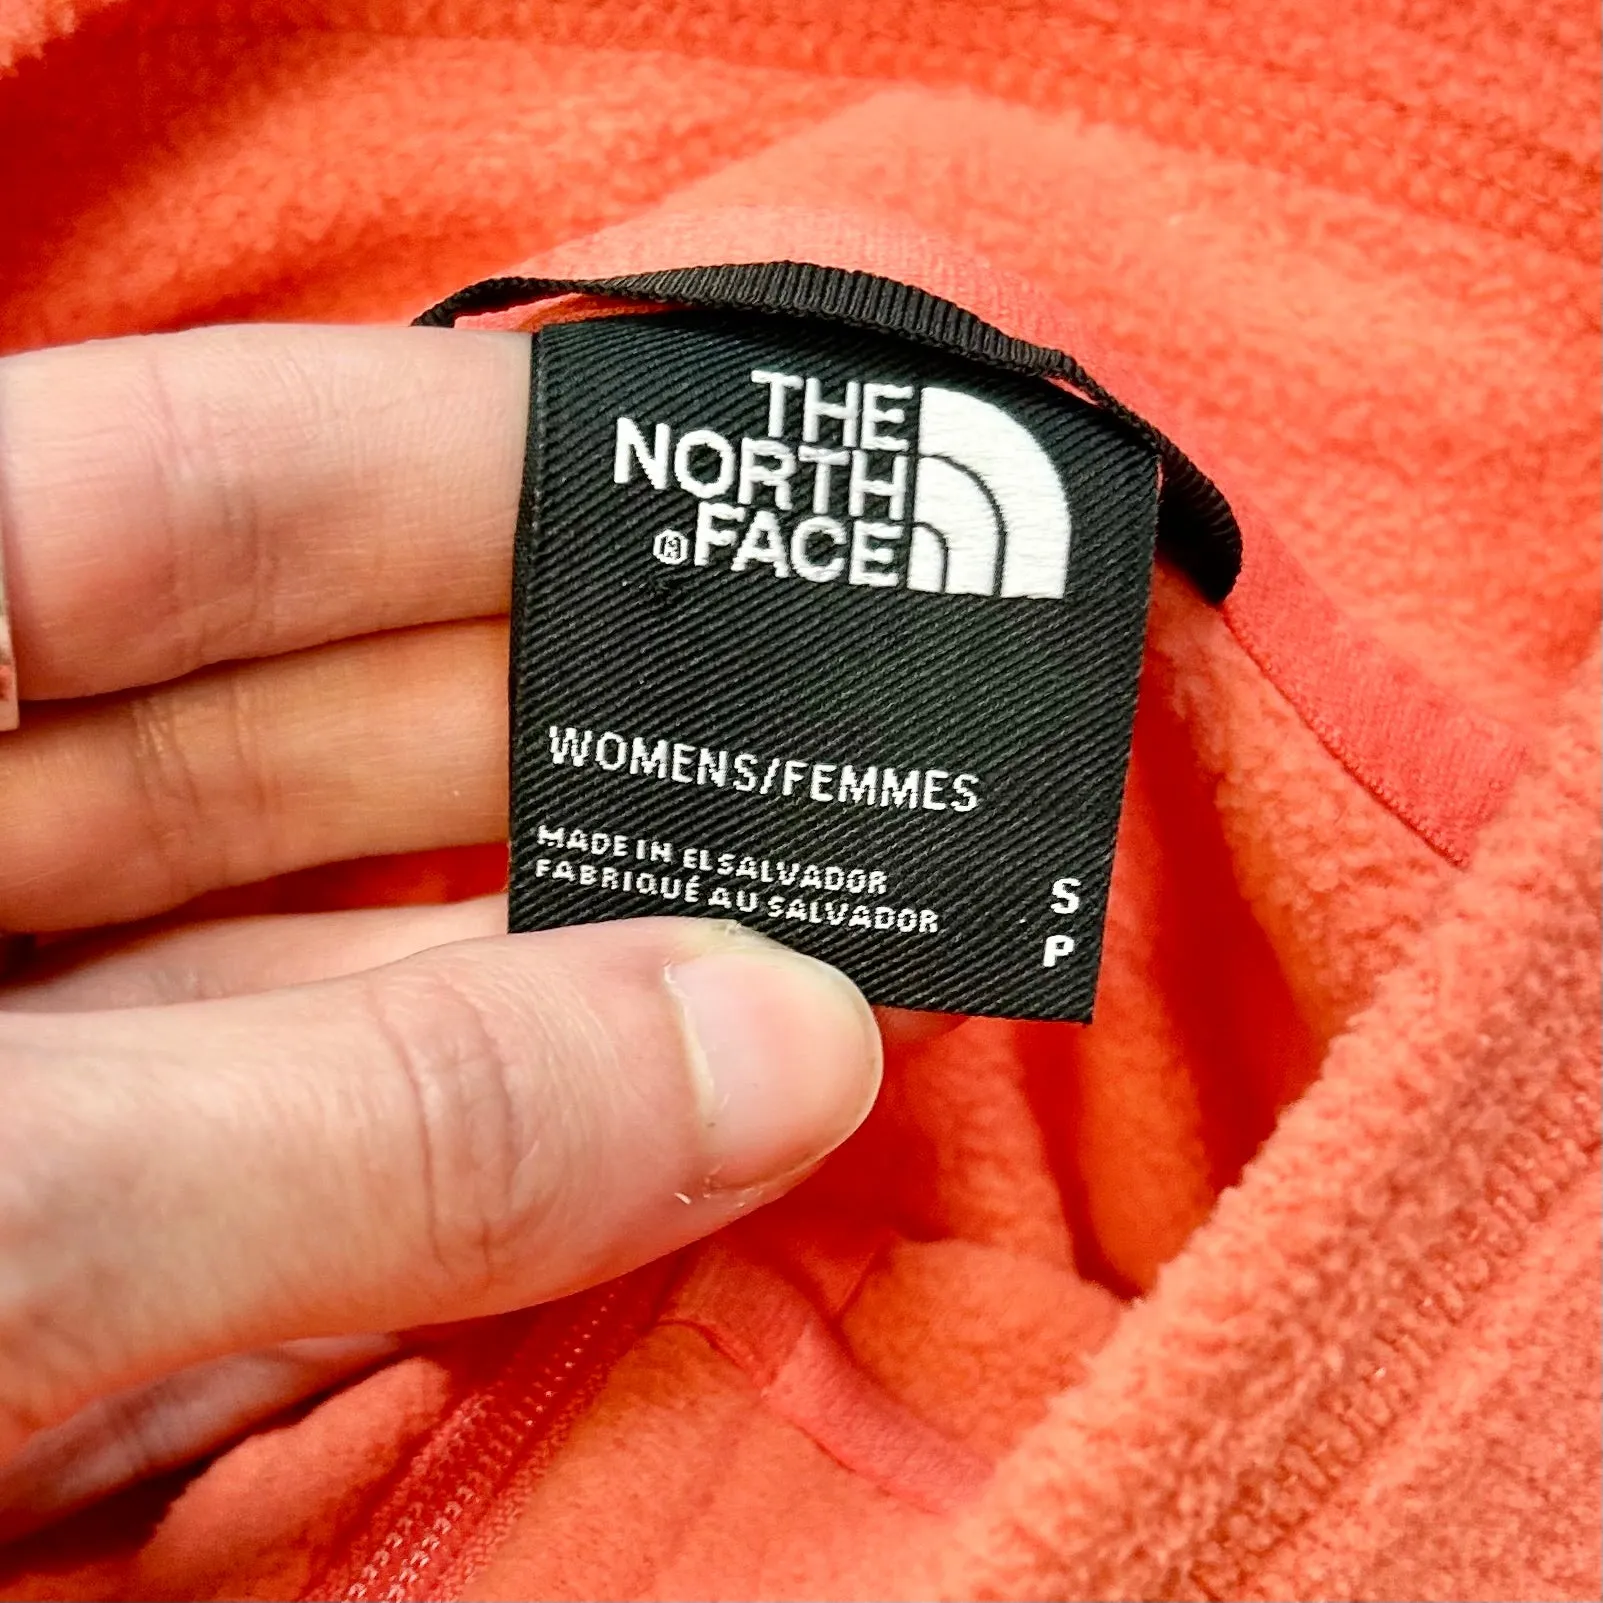 THE
NORTH
®FACE
WOMENS/FEMMES
MADE IN EL SALVADOR
FABRIQUÉ AU SALVADOR
S
P